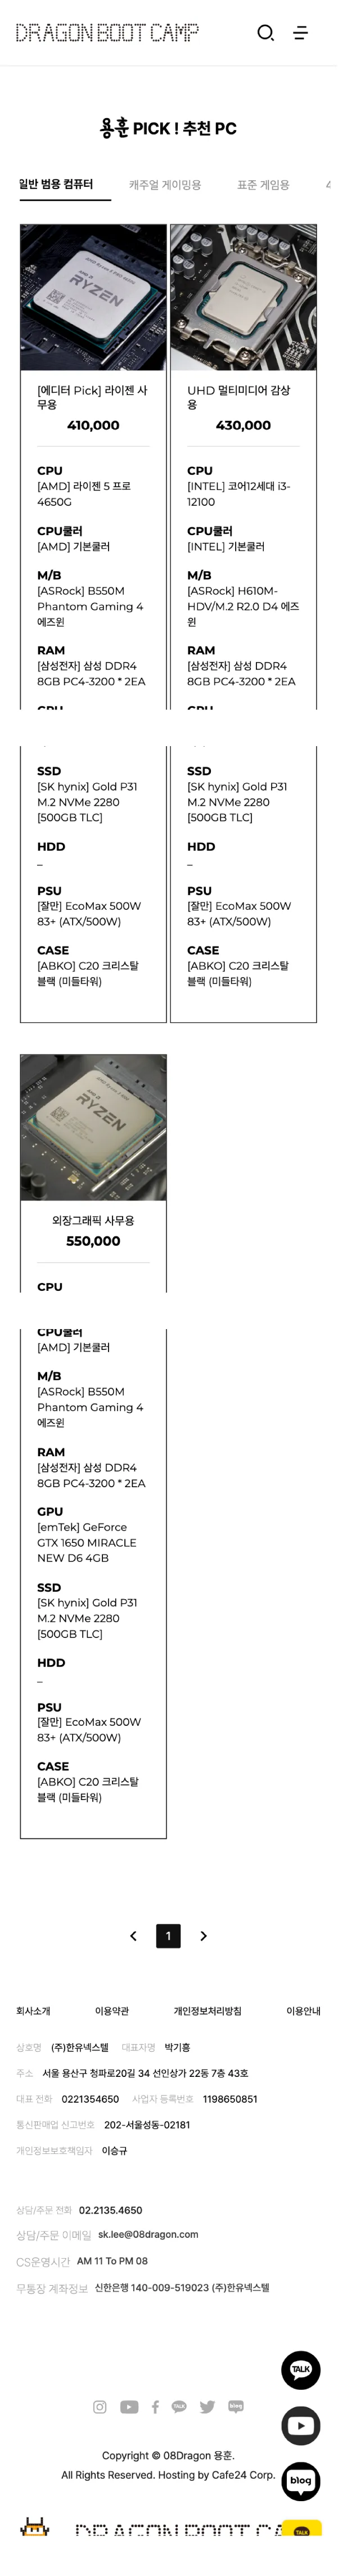 DRAGON BOOT CAMP
용훈 PICK ! 추천 PC
일반 범용 컴퓨터 캐주얼 게이밍용 표준 게임용
[에디터 Pick] 라이젠 사
무용
410,000
CPU
[AMD] 라이젠 5 프로
4650G
CPU쿨러
[AMD] 기본쿨러
M/B
[ASRock] B550M
Phantom Gaming 4
에즈윈
RAM
[삼성전자] 삼성 DDR4
8GB PC4-3200 * 2EA
SSD
[SK hynix] Gold P31
M.2 NVMe 2280
[500GB TLC]
HDD
–
PSU
[잘만] EcoMax 500W
83+ (ATX/500W)
CASE
[ABKO] C20 크리스탈
블랙 (미들타워)
UHD 멀티미디어 감상
용
430,000
CPU
[INTEL] 코어12세대 i3-
12100
CPU쿨러
[INTEL] 기본쿨러
M/B
[ASRock] H610M-
HDV/M.2 R2.0 D4 에즈
윈
RAM
[삼성전자] 삼성 DDR4
8GB PC4-3200 * 2EA
SSD
[SK hynix] Gold P31
M.2 NVMe 2280
[500GB TLC]
HDD
–
PSU
[잘만] EcoMax 500W
83+ (ATX/500W)
CASE
[ABKO] C20 크리스탈
블랙 (미들타워)
RYZEN
외장그래픽 사무용
550,000
CPU
CPU쿨러
[AMD] 기본쿨러
M/B
[ASRock] B550M
Phantom Gaming 4
에즈윈
RAM
[삼성전자] 삼성 DDR4
8GB PC4-3200 * 2EA
GPU
[emTek] GeForce
GTX 1650 MIRACLE
NEW D6 4GB
SSD
[SK hynix] Gold P31
M.2 NVMe 2280
[500GB TLC]
HDD
–
PSU
[잘만] EcoMax 500W
83+ (ATX/500W)
CASE
[ABKO] C20 크리스탈
블랙 (미들타워)
1
회사소개 이용약관 개인정보처리방침 이용안내
상호명 (주)한유넥스텔 대표자명 박기홍
주소 서울 용산구 청파로20길 34 선인상가 22동 7층 43호
대표 전화 0221354650 사업자 등록번호 1198650851
통신판매업 신고번호 202-서울성동-02181
개인정보보호책임자 이승규
상담/주문 전화 02.2135.4650
상담/주문 이메일 sk.lee@08dragon.com
CS운영시간 AM 11 To PM 08
무통장 계좌정보 신한은행 140-009-519023 (주)한유넥스텔
TALK
blog
Copyright © 08Dragon 용훈.
All Rights Reserved. Hosting by Cafe24 Corp.
DRAGON BOOT CA
TALK